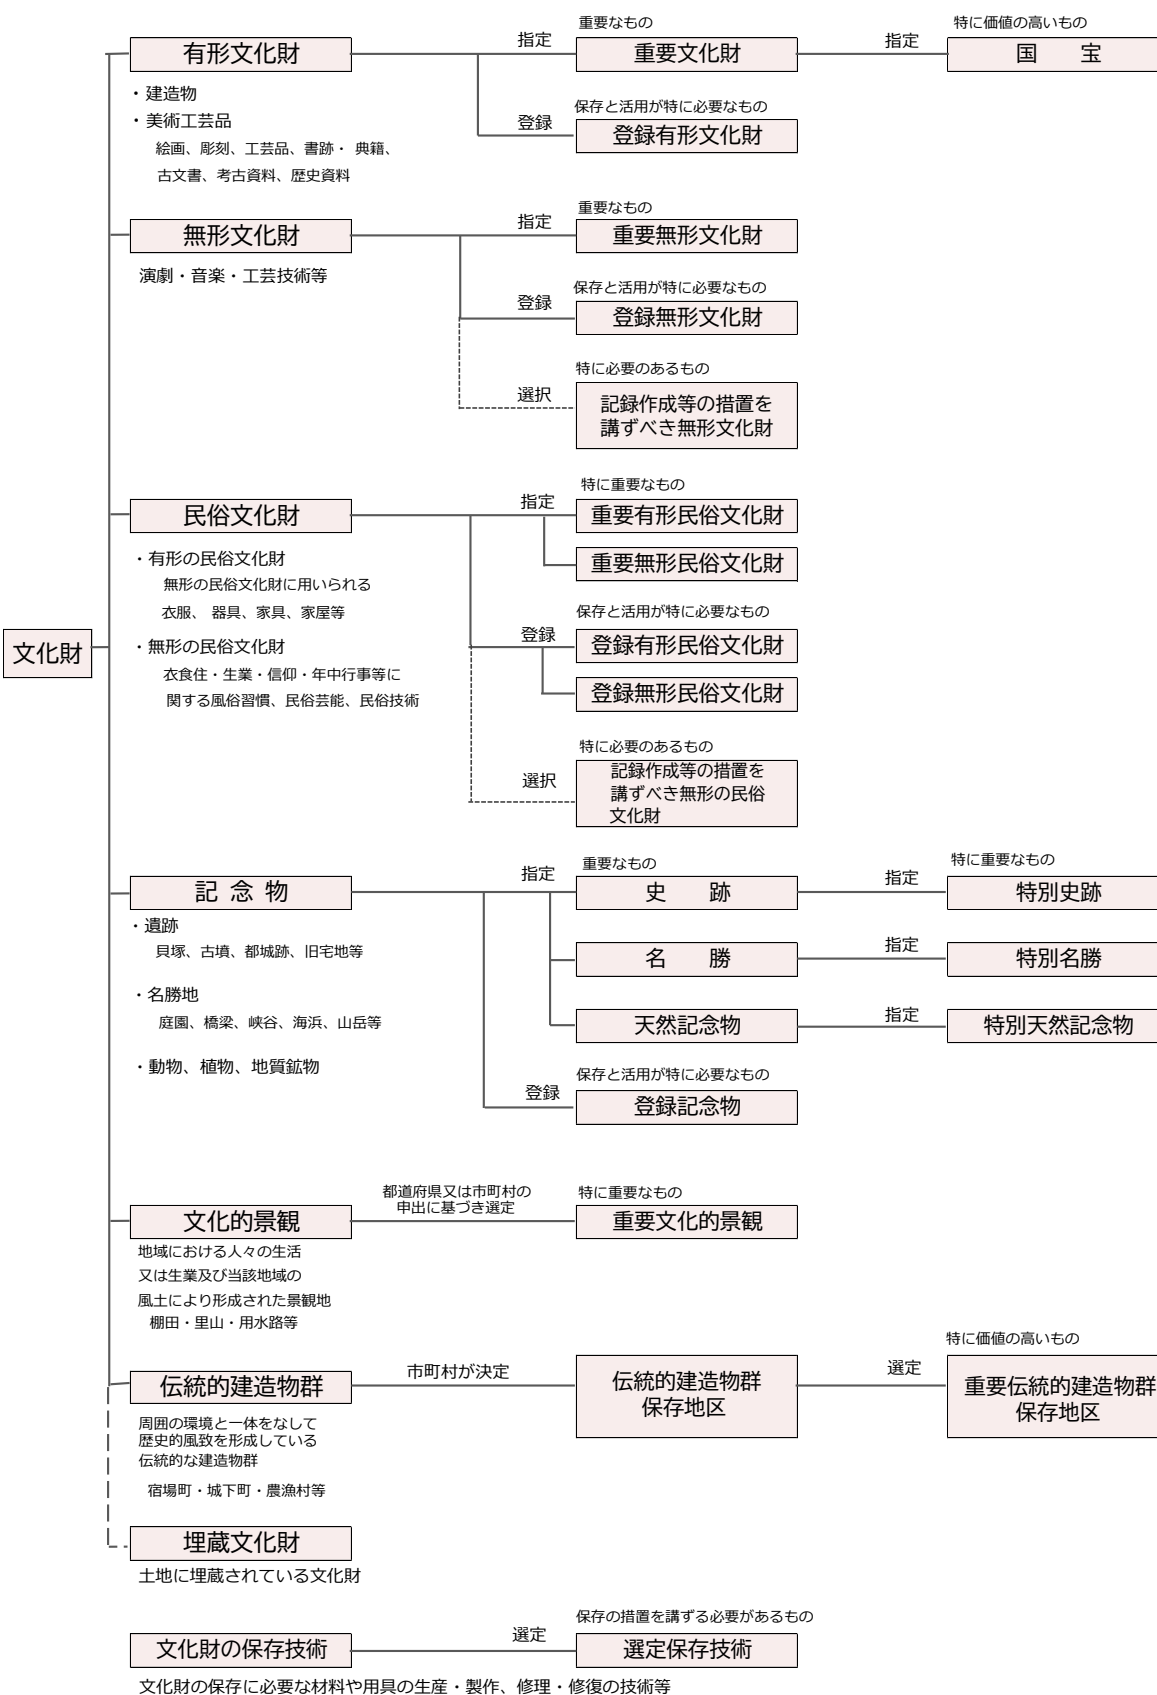 重要なもの
特に価値の高いもの
有形文化財
指定
重要文化財
指定
国　宝
・建造物
・美術工芸品
絵画、彫刻、工芸品、書跡・ 典籍、
古文書、考古資料、歴史資料
保存と活用が特に必要なもの
登録
登録有形文化財
重要なもの
無形文化財
指定
重要無形文化財
演劇・音楽・工芸技術等
保存と活用が特に必要なもの
登録
登録無形文化財
特に必要のあるもの
選択
記録作成等の措置を
講ずべき無形文化財
特に重要なもの
民俗文化財
指定
重要有形民俗文化財
重要無形民俗文化財
・有形の民俗文化財
無形の民俗文化財に用いられる
衣服、 器具、家具、家屋等
保存と活用が特に必要なもの
文化財
登録
登録有形民俗文化財
登録無形民俗文化財
・無形の民俗文化財
衣食住・生業・信仰・年中行事等に
関する風俗習慣、民俗芸能、民俗技術
特に必要のあるもの
選択
記録作成等の措置を
講ずべき無形の民俗
文化財
重要なもの
特に重要なもの
記 念 物
指定
史　跡
指定
特別史跡
・遺跡
貝塚、古墳、都城跡、旧宅地等
名　勝
指定
特別名勝
・名勝地
庭園、橋梁、峡谷、海浜、山岳等
天然記念物
指定
特別天然記念物
・動物、植物、地質鉱物
保存と活用が特に必要なもの
登録
登録記念物
都道府県又は市町村の
申出に基づき選定
特に重要なもの
文化的景観
重要文化的景観
地域における人々の生活
又は生業及び当該地域の
風土により形成された景観地
棚田・里山・用水路等
特に価値の高いもの
伝統的建造物群
市町村が決定
伝統的建造物群
保存地区
選定
重要伝統的建造物群
保存地区
周囲の環境と一体をなして
歴史的風致を形成している
伝統的な建造物群
宿場町・城下町・農漁村等
埋蔵文化財
土地に埋蔵されている文化財
保存の措置を講ずる必要があるもの
文化財の保存技術
選定
選定保存技術
文化財の保存に必要な材料や用具の生産・製作、修理・修復の技術等